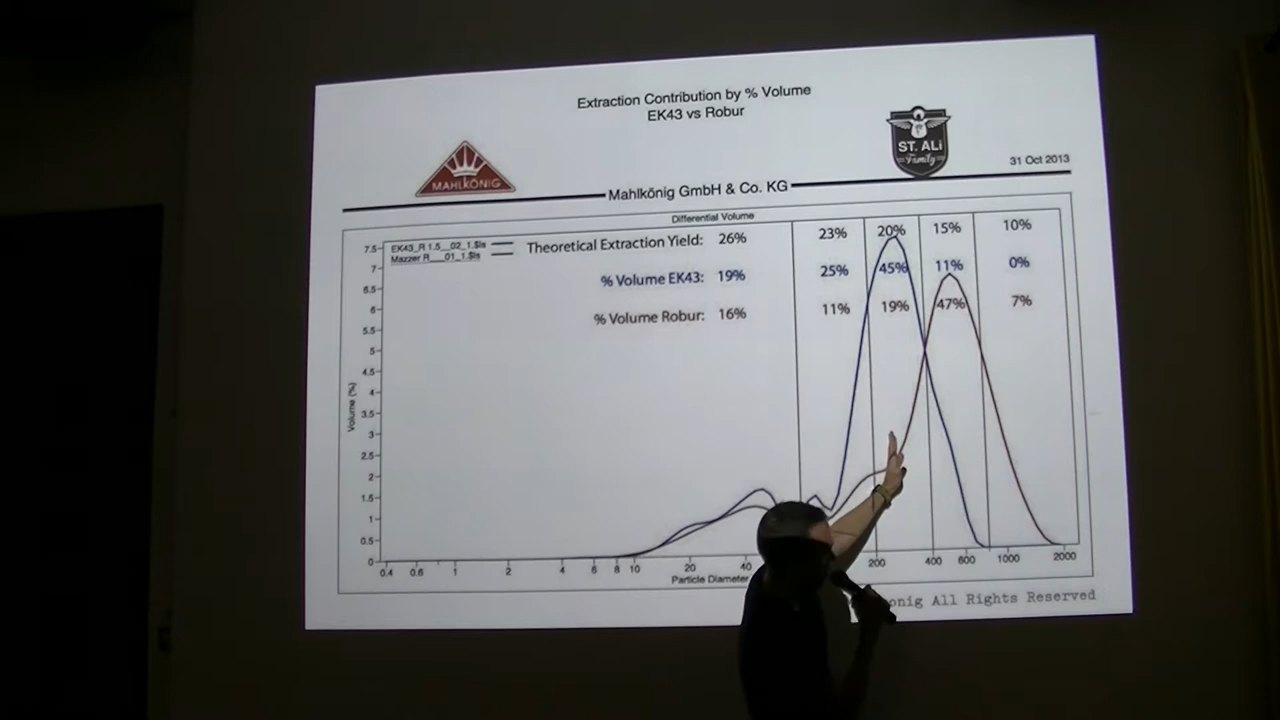 Extraction Contribution by % Volume
EK43 vs Robur
MAHLKÖNIG
ST. ALi
Family
31 Oct 2013
Mahlkönig GmbH & Co. KG
Differential Volume
EK43_R 1.5__02_1.$ls
Mazzer R___01_1.$ls
Theoretical Extraction Yield: 26% 23% 20% 15% 10%
% Volume EK43: 19% 25% 45% 11% 0%
% Volume Robur: 16% 11% 19% 47% 7%
7.5
7
6.5
6
5.5
5
4.5
4
3.5
3
2.5
2
1.5
1
0.5
0
Volume (%)
0.4 0.6 1 2 4 6 8 10 20 40 200 400 600 1000 2000
Particle Diameter
onig All Rights Reserved